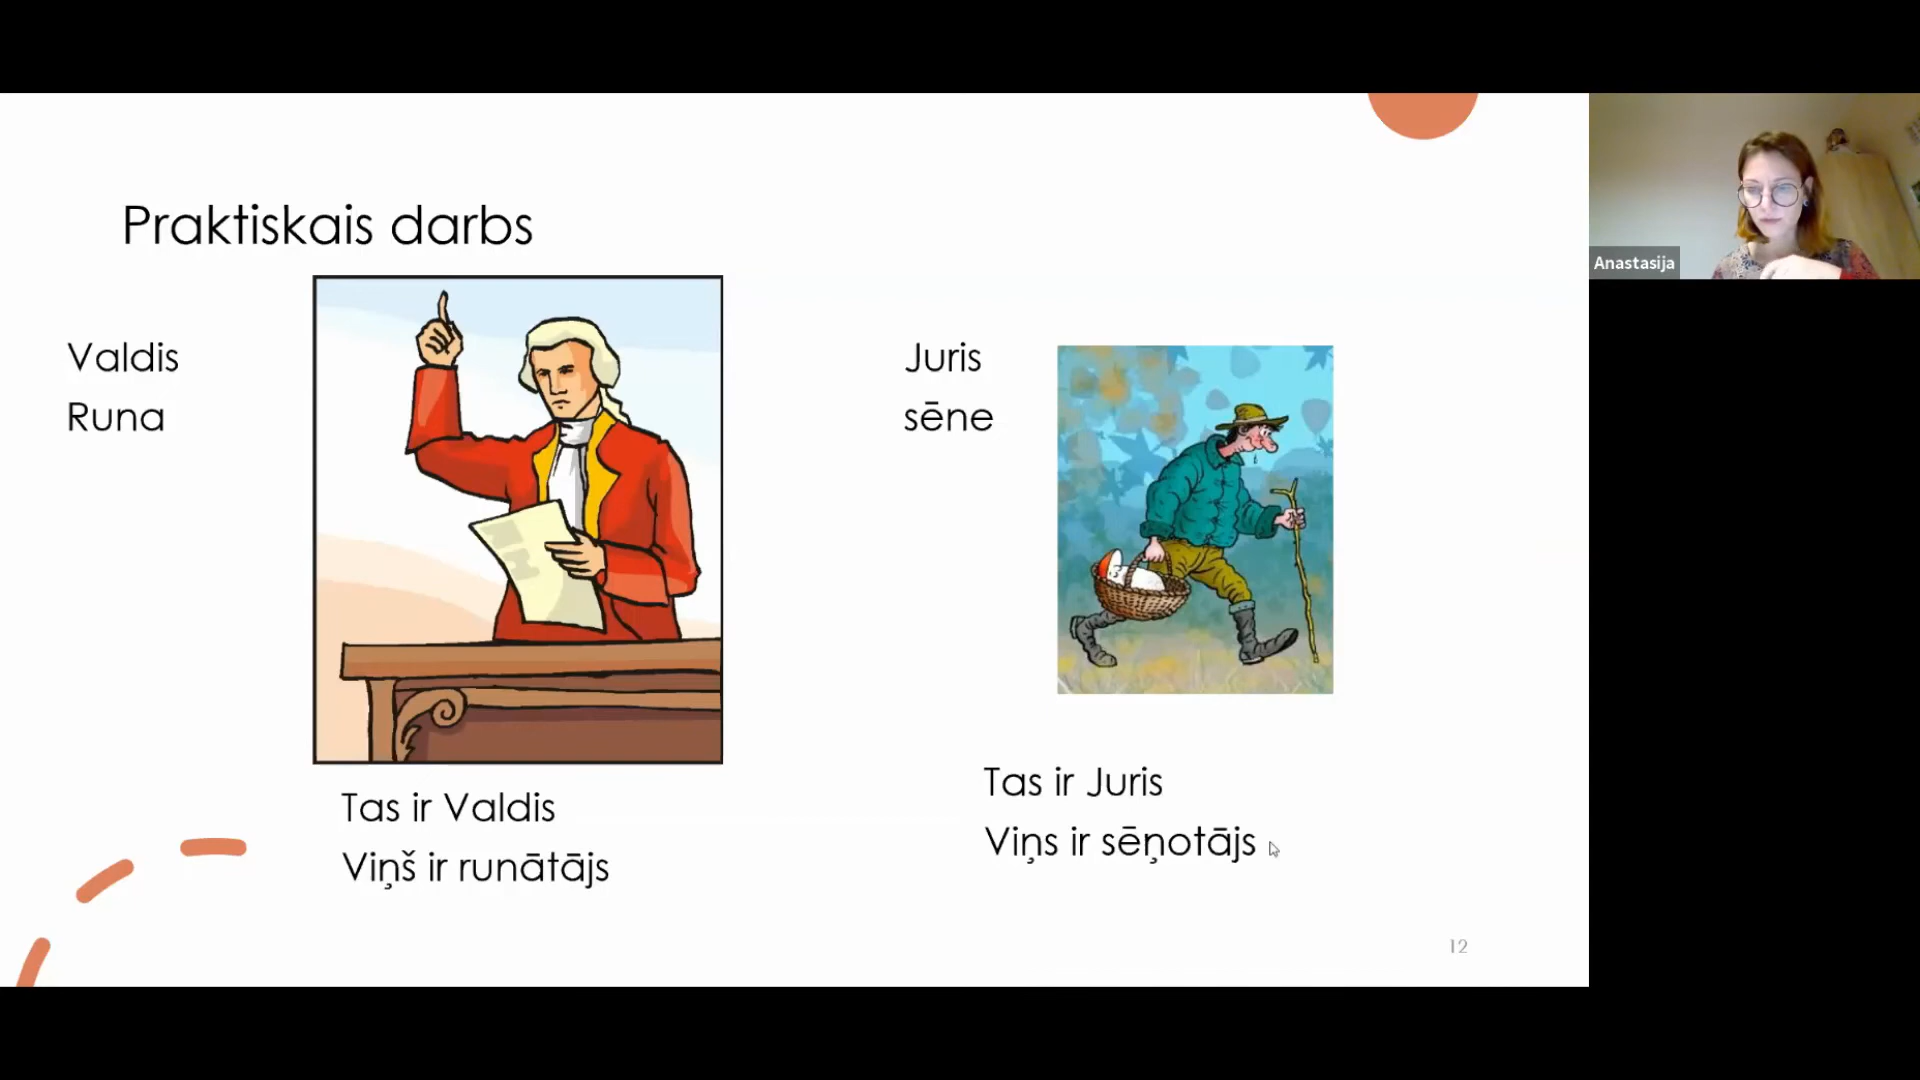 Praktiskais darbs
Valdis
Runa
Juris
sēne
Tas ir Valdis
Viņš ir runātājs
Tas ir Juris
Viņs ir sēņotājs
12
Anastasija